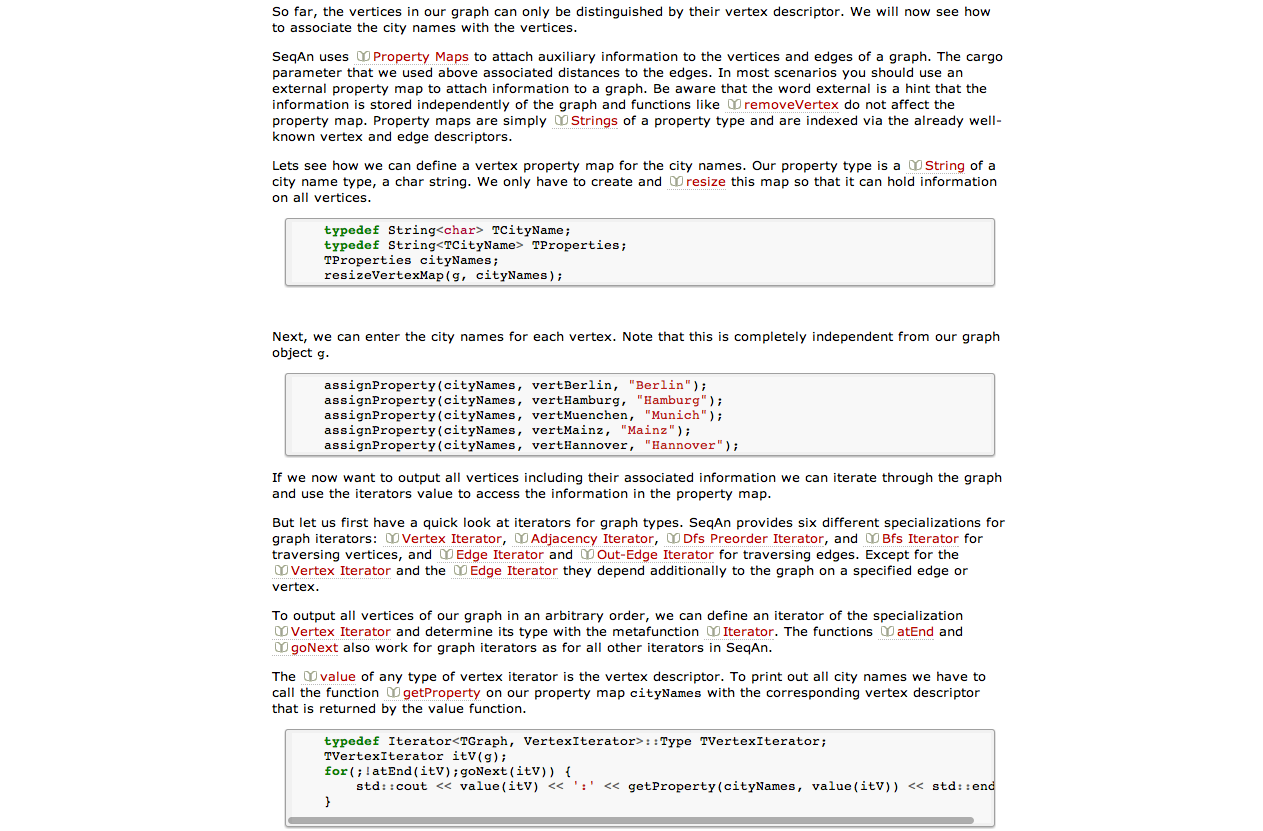 So far, the vertices in our graph can only be distinguished by their vertex descriptor. We will now see how
to associate the city names with the vertices.
SeqAn uses Property Maps to attach auxiliary information to the vertices and edges of a graph. The cargo
parameter that we used above associated distances to the edges. In most scenarios you should use an
external property map to attach information to a graph. Be aware that the word external is a hint that the
information is stored independently of the graph and functions like removeVertex do not affect the
property map. Property maps are simply Strings of a property type and are indexed via the already well-
known vertex and edge descriptors.
Lets see how we can define a vertex property map for the city names. Our property type is a String of a
city name type, a char string. We only have to create and resize this map so that it can hold information
on all vertices.
typedef String<char> TCityName;
typedef String<TCityName> TProperties;
TProperties cityNames;
resizeVertexMap(g, cityNames);
Next, we can enter the city names for each vertex. Note that this is completely independent from our graph
object g.
assignProperty(cityNames, vertBerlin, "Berlin");
assignProperty(cityNames, vertHamburg, "Hamburg");
assignProperty(cityNames, vertMuenchen, "Munich");
assignProperty(cityNames, vertMainz, "Mainz");
assignProperty(cityNames, vertHannover, "Hannover");
If we now want to output all vertices including their associated information we can iterate through the graph
and use the iterators value to access the information in the property map.
But let us first have a quick look at iterators for graph types. SeqAn provides six different specializations for
graph iterators: Vertex Iterator, Adjacency Iterator, Dfs Preorder Iterator, and Bfs Iterator for
traversing vertices, and Edge Iterator and Out-Edge Iterator for traversing edges. Except for the
Vertex Iterator and the Edge Iterator they depend additionally to the graph on a specified edge or
vertex.
To output all vertices of our graph in an arbitrary order, we can define an iterator of the specialization
Vertex Iterator and determine its type with the metafunction Iterator. The functions atEnd and
goNext also work for graph iterators as for all other iterators in SeqAn.
The value of any type of vertex iterator is the vertex descriptor. To print out all city names we have to
call the function getProperty on our property map cityNames with the corresponding vertex descriptor
that is returned by the value function.
typedef Iterator<TGraph, VertexIterator>::Type TVertexIterator;
TVertexIterator itV(g);
for(;!atEnd(itV);goNext(itV)) {
std::cout << value(itV) << ':' << getProperty(cityNames, value(itV)) << std::end
}